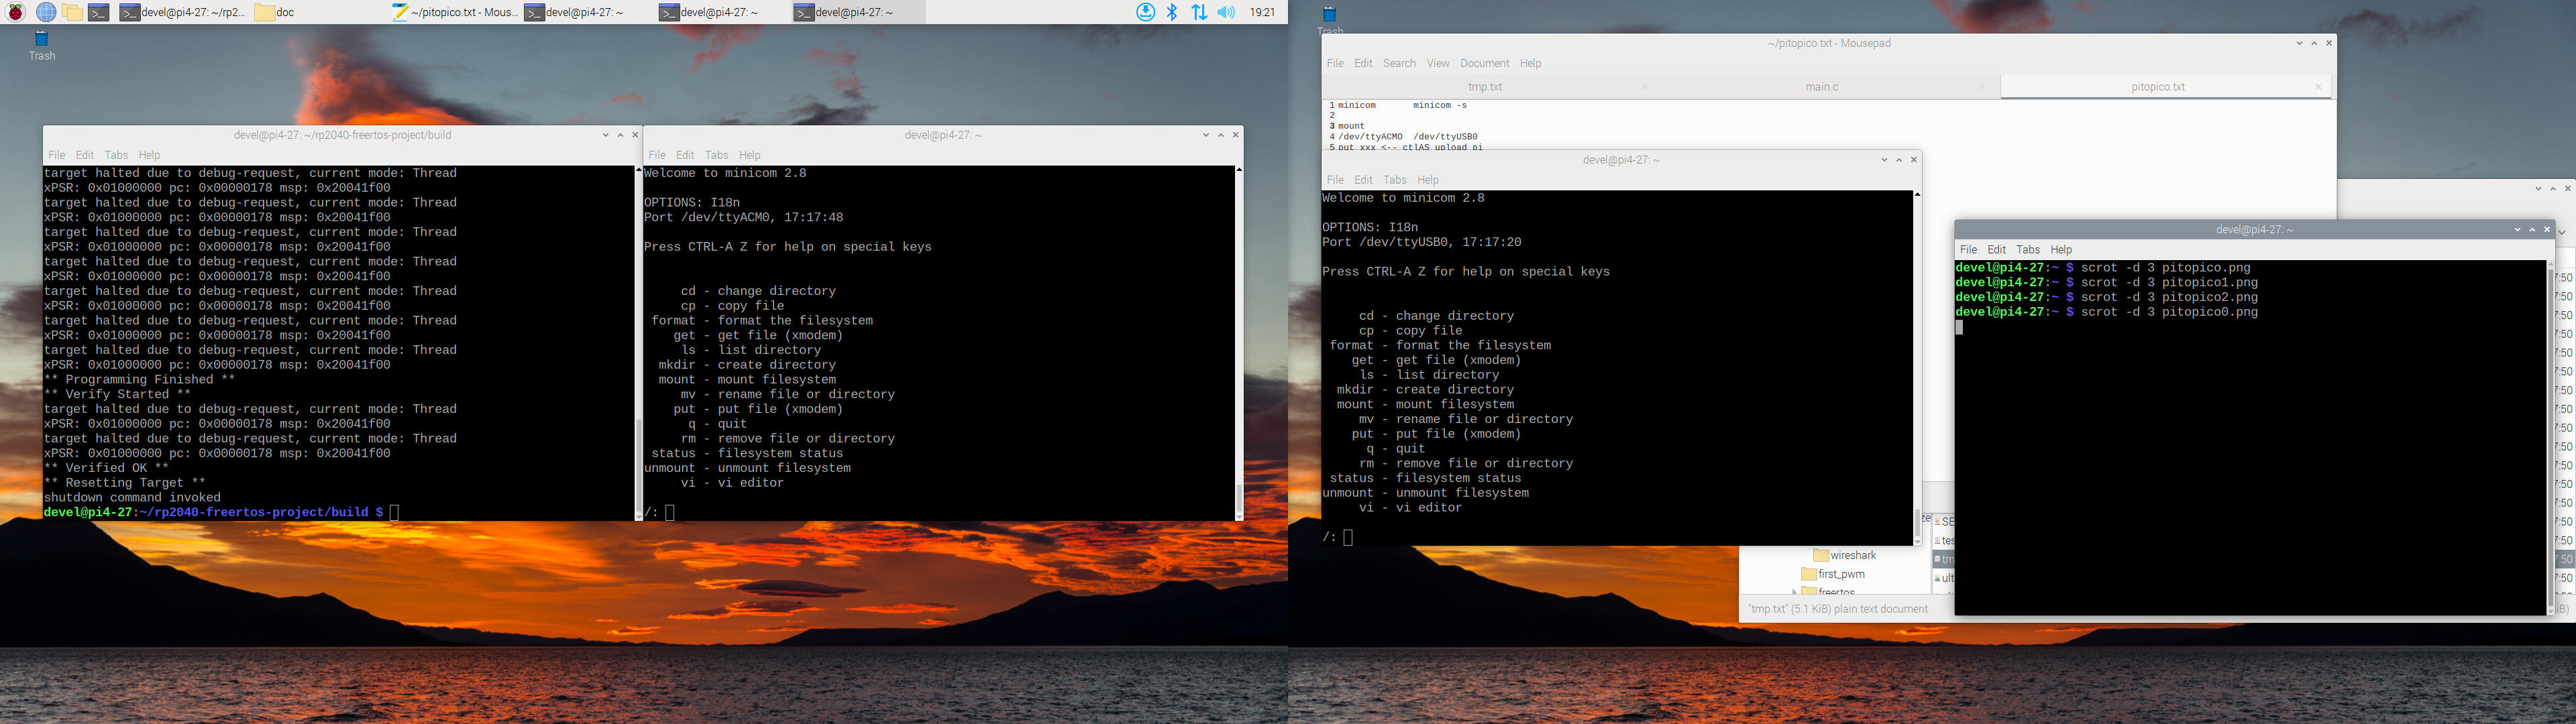 devel@pi4-27: ~/rp2...
doc
~/pitopico.txt - Mous...
devel@pi4-27: ~
devel@pi4-27: ~
devel@pi4-27: ~
19:21
Trash
devel@pi4-27: ~/rp2040-freertos-project/build
File Edit Tabs Help
target halted due to debug-request, current mode: Thread
xPSR: 0x01000000 pc: 0x00000178 msp: 0x20041f00
target halted due to debug-request, current mode: Thread
xPSR: 0x01000000 pc: 0x00000178 msp: 0x20041f00
target halted due to debug-request, current mode: Thread
xPSR: 0x01000000 pc: 0x00000178 msp: 0x20041f00
target halted due to debug-request, current mode: Thread
xPSR: 0x01000000 pc: 0x00000178 msp: 0x20041f00
target halted due to debug-request, current mode: Thread
xPSR: 0x01000000 pc: 0x00000178 msp: 0x20041f00
target halted due to debug-request, current mode: Thread
xPSR: 0x01000000 pc: 0x00000178 msp: 0x20041f00
target halted due to debug-request, current mode: Thread
xPSR: 0x01000000 pc: 0x00000178 msp: 0x20041f00
** Programming Finished **
** Verify Started **
target halted due to debug-request, current mode: Thread
xPSR: 0x01000000 pc: 0x00000178 msp: 0x20041f00
target halted due to debug-request, current mode: Thread
xPSR: 0x01000000 pc: 0x00000178 msp: 0x20041f00
** Verified OK **
** Resetting Target **
shutdown command invoked
devel@pi4-27:~/rp2040-freertos-project/build $
devel@pi4-27: ~
File Edit Tabs Help
Welcome to minicom 2.8
OPTIONS: I18n
Port /dev/ttyACM0, 17:17:48
Press CTRL-A Z for help on special keys
cd - change directory
cp - copy file
format - format the filesystem
get - get file (xmodem)
ls - list directory
mkdir - create directory
mount - mount filesystem
mv - rename file or directory
put - put file (xmodem)
q - quit
rm - remove file or directory
status - filesystem status
unmount - unmount filesystem
vi - vi editor
/:
Trash
~/pitopico.txt - Mousepad
File Edit Search View Document Help
tmp.txt
main.c
pitopico.txt
1 minicom minicom -s
2
3 mount
4 /dev/ttyACMO /dev/ttyUSB0
5 put xxx <-- ctlAS upload pi
devel@pi4-27: ~
File Edit Tabs Help
Welcome to minicom 2.8
OPTIONS: I18n
Port /dev/ttyUSB0, 17:17:20
Press CTRL-A Z for help on special keys
cd - change directory
cp - copy file
format - format the filesystem
get - get file (xmodem)
ls - list directory
mkdir - create directory
mount - mount filesystem
mv - rename file or directory
put - put file (xmodem)
q - quit
rm - remove file or directory
status - filesystem status
unmount - unmount filesystem
vi - vi editor
/:
devel@pi4-27: ~
File Edit Tabs Help
devel@pi4-27:~ $ scrot -d 3 pitopico.png
devel@pi4-27:~ $ scrot -d 3 pitopico1.png
devel@pi4-27:~ $ scrot -d 3 pitopico2.png
devel@pi4-27:~ $ scrot -d 3 pitopico0.png
wireshark
first_pwm
freertos
"tmp.txt" (5.1 KiB) plain text document